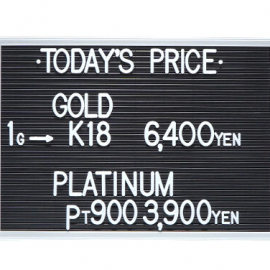 ·TODAY'S PRICE·
GOLD
1G→ K18 6,400YEN
PLATINUM
PT900 3,900YEN